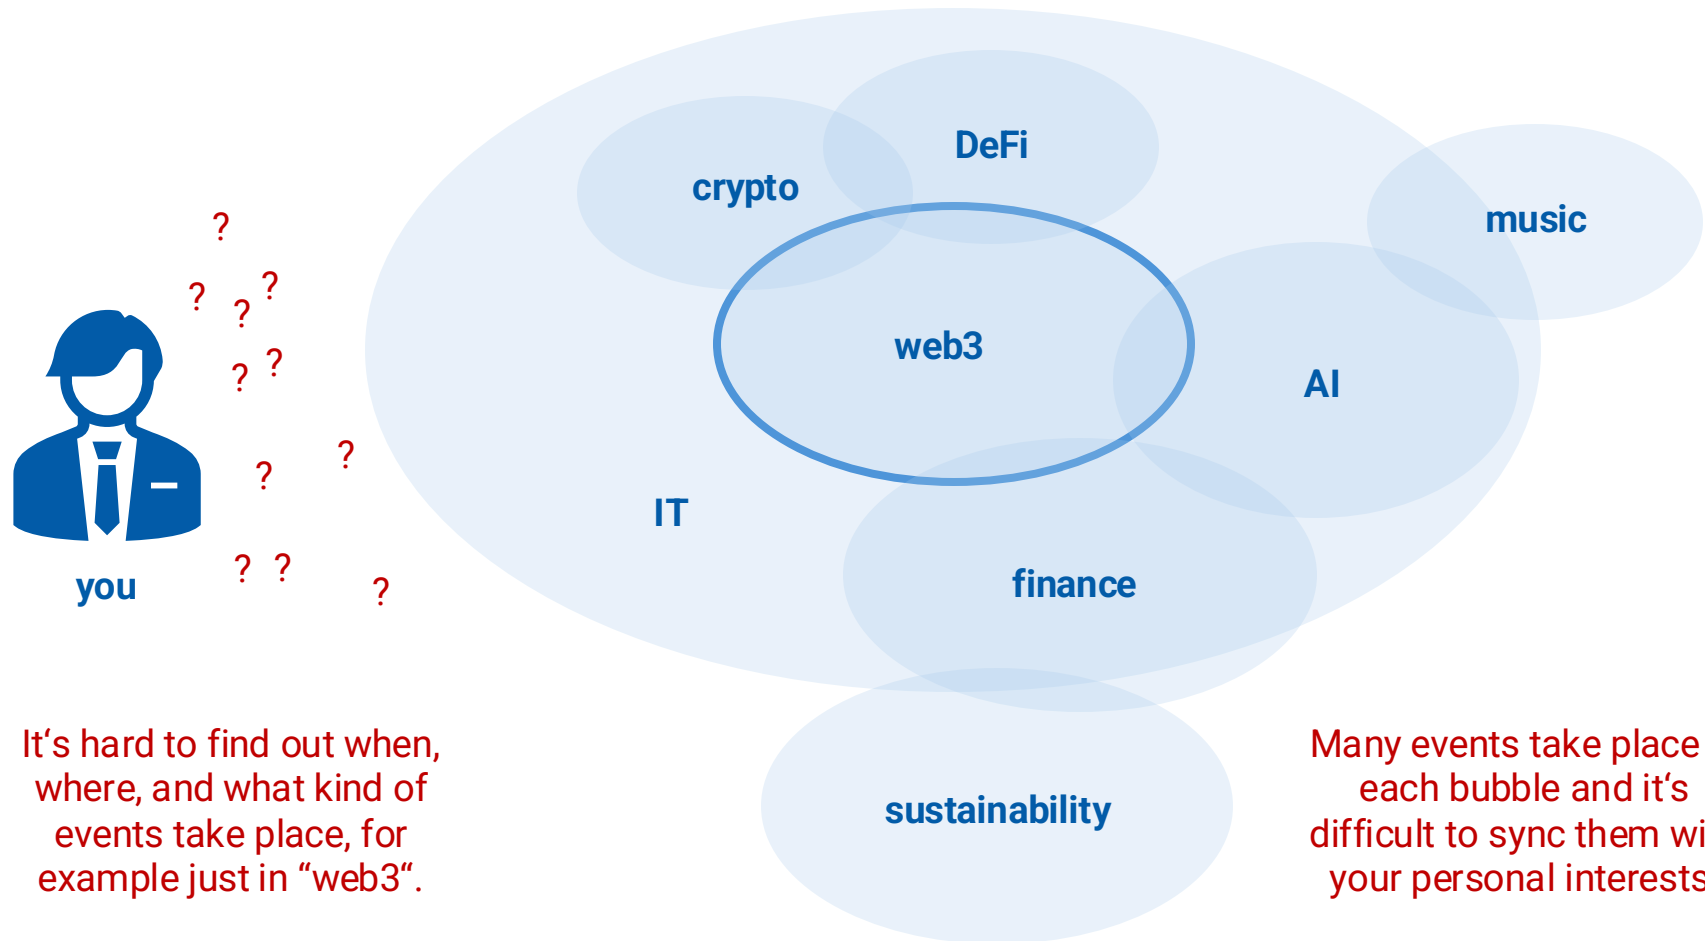 DeFi
crypto
music
?
?
?
?
web3
?
?
AI
?
?
IT
?
?
?
you
finance
It‘s hard to find out when,
where, and what kind of
events take place, for
example just in “web3“.
sustainability
Many events take place
each bubble and it‘s
difficult to sync them wi
your personal interests